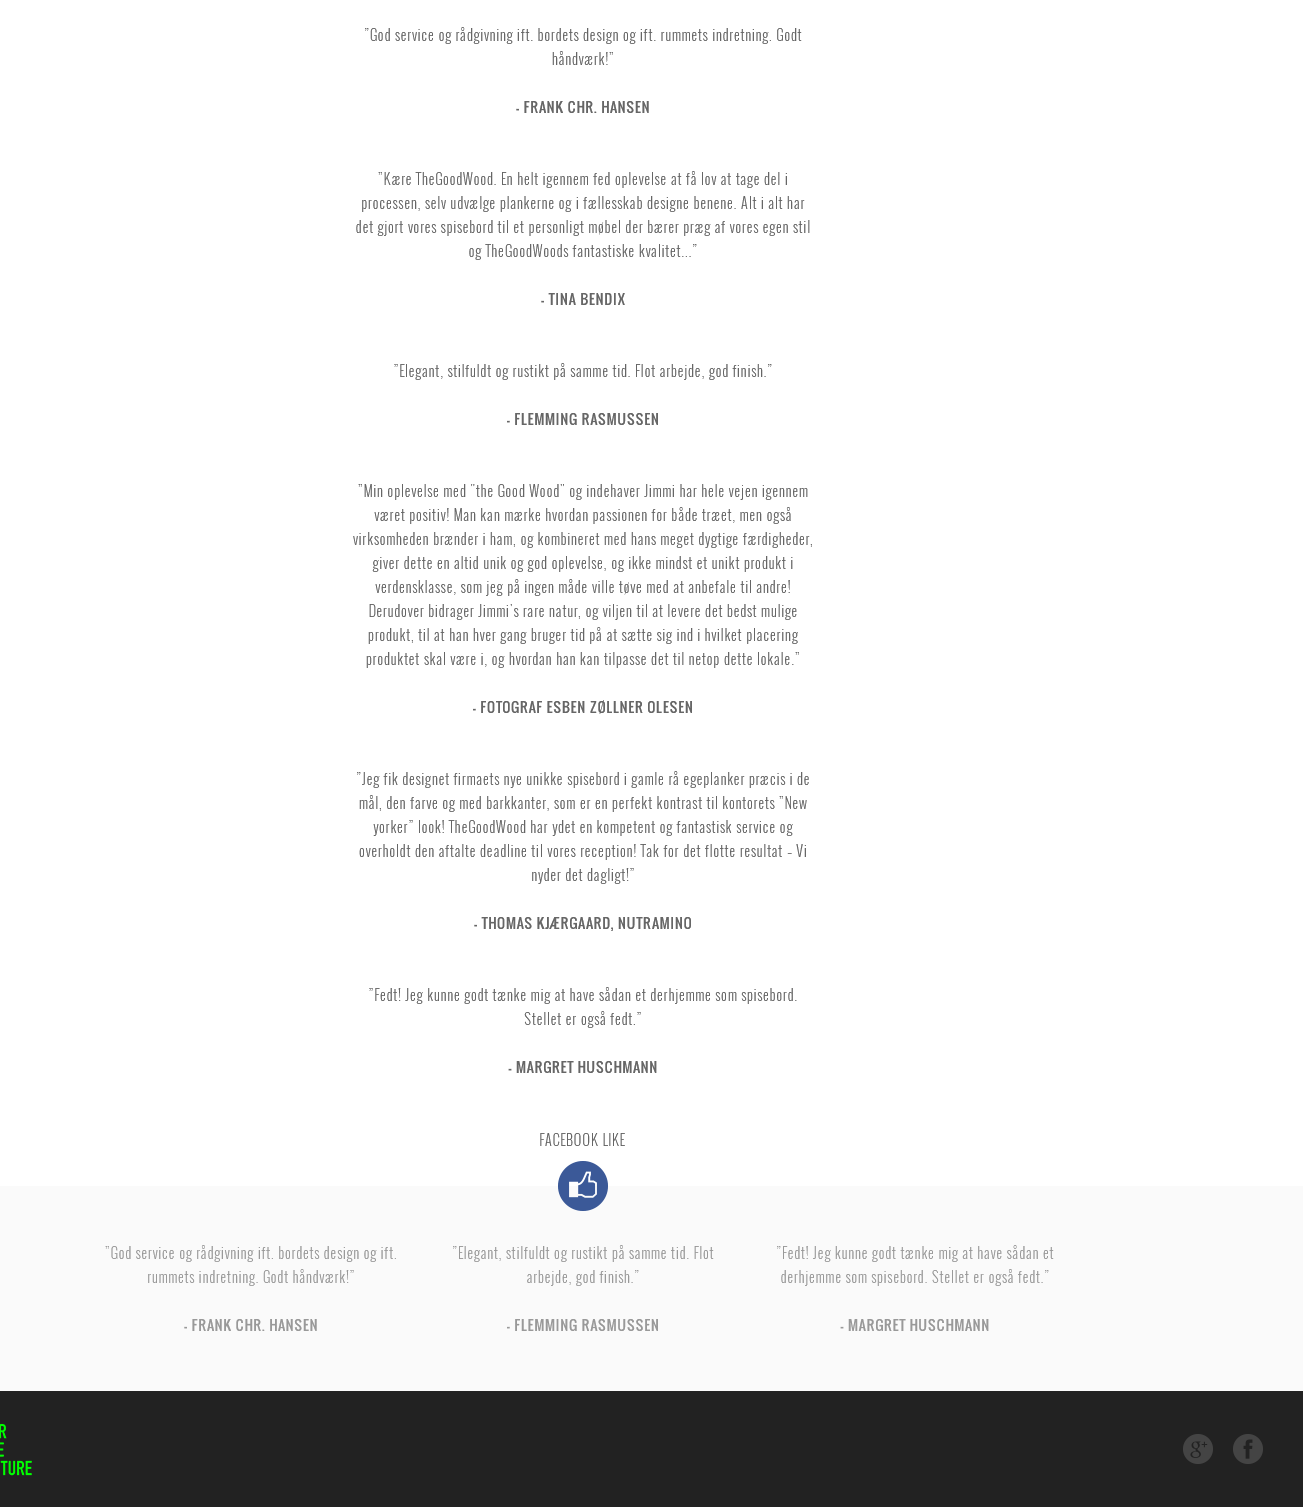 ”God service og rådgivning ift. bordets design og ift. rummets indretning. Godt
håndværk!”
- FRANK CHR. HANSEN
”Kære TheGoodWood. En helt igennem fed oplevelse at få lov at tage del i
processen, selv udvælge plankerne og i fællesskab designe benene. Alt i alt har
det gjort vores spisebord til et personligt møbel der bærer præg af vores egen stil
og TheGoodWoods fantastiske kvalitet...”
- TINA BENDIX
”Elegant, stilfuldt og rustikt på samme tid. Flot arbejde, god finish.”
- FLEMMING RASMUSSEN
”Min oplevelse med ”the Good Wood” og indehaver Jimmi har hele vejen igennem
været positiv! Man kan mærke hvordan passionen for både træet, men også
virksomheden brænder i ham, og kombineret med hans meget dygtige færdigheder,
giver dette en altid unik og god oplevelse, og ikke mindst et unikt produkt i
verdensklasse, som jeg på ingen måde ville tøve med at anbefale til andre!
Derudover bidrager Jimmi’s rare natur, og viljen til at levere det bedst mulige
produkt, til at han hver gang bruger tid på at sætte sig ind i hvilket placering
produktet skal være i, og hvordan han kan tilpasse det til netop dette lokale.”
- FOTOGRAF ESBEN ZØLLNER OLESEN
”Jeg fik designet firmaets nye unikke spisebord i gamle rå egeplanker præcis i de
mål, den farve og med barkkanter, som er en perfekt kontrast til kontorets ”New
yorker” look! TheGoodWood har ydet en kompetent og fantastisk service og
overholdt den aftalte deadline til vores reception! Tak for det flotte resultat – Vi
nyder det dagligt!”
- THOMAS KJÆRGAARD, NUTRAMINO
”Fedt! Jeg kunne godt tænke mig at have sådan et derhjemme som spisebord.
Stellet er også fedt.”
- MARGRET HUSCHMANN
FACEBOOK LIKE
”God service og rådgivning ift. bordets design og ift.
rummets indretning. Godt håndværk!”
- FRANK CHR. HANSEN
”Elegant, stilfuldt og rustikt på samme tid. Flot
arbejde, god finish.”
- FLEMMING RASMUSSEN
”Fedt! Jeg kunne godt tænke mig at have sådan et
derhjemme som spisebord. Stellet er også fedt.”
- MARGRET HUSCHMANN
R
E
TURE